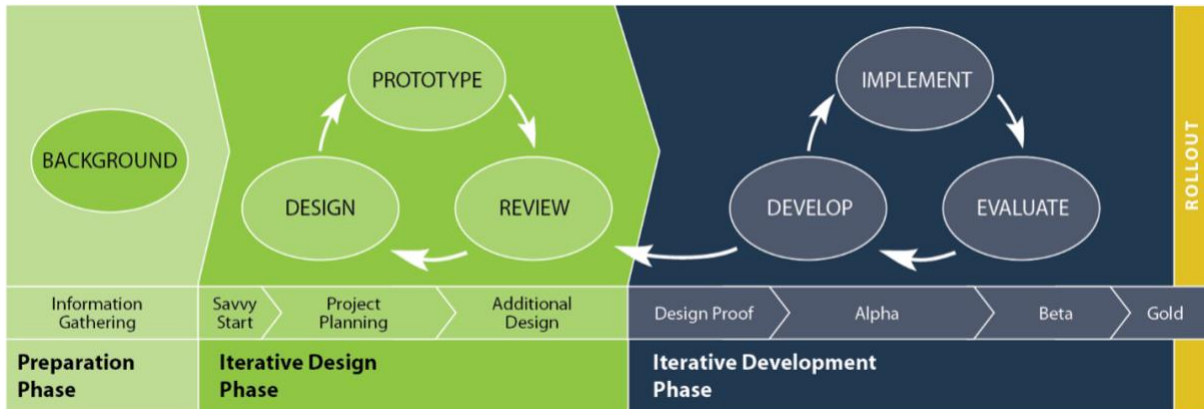 PROTOTYPE
IMPLEMENT
BACKGROUND
DESIGN
REVIEW
DEVELOP
EVALUATE
ROLLOUT
Information
Gathering
Savvy
Start
Project
Planning
Additional
Design
Design Proof
Alpha
Beta
Gold
Preparation
Phase
Iterative Design
Phase
Iterative Development
Phase